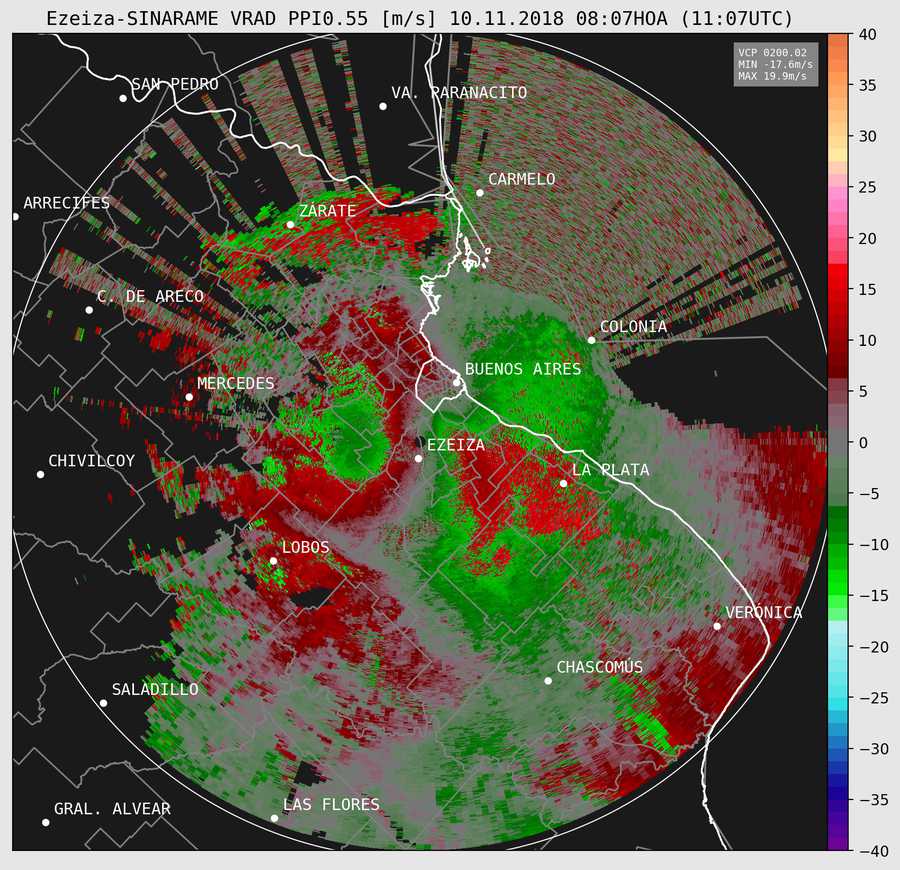 Ezeiza-SINARAME VRAD PPI0.55 [m/s] 10.11.2018 08:07HOA (11:07UTC)
VCP 0200.02
MIN -17.6m/s
MAX 19.9m/s
SAN PEDRO
VA. PARANACITO
CARMELO
ARRECIFES
ZÁRATE
C. DE ARECO
COLONIA
MERCEDES
BUENOS AIRES
EZEIZA
CHIVILCOY
LA PLATA
LOBOS
VERÓNICA
CHASCOMÚS
SALADILLO
GRAL. ALVEAR
LAS FLORES
40
35
30
25
20
15
10
5
0
−5
−10
−15
−20
−25
−30
−35
−40